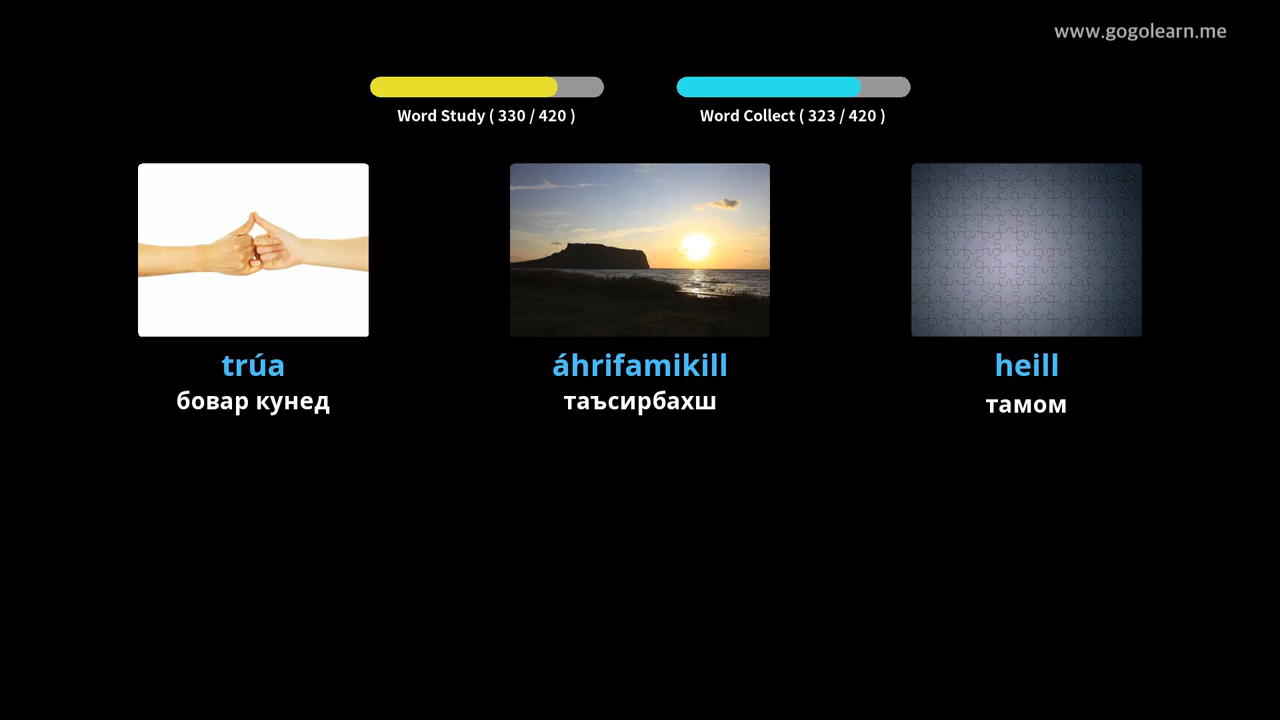 www.gogolearn.me
Word Study ( 330 / 420 )
Word Collect ( 323 / 420 )
trúa
áhrifamikill
heill
бовар кунед
таъсирбахш
тамом